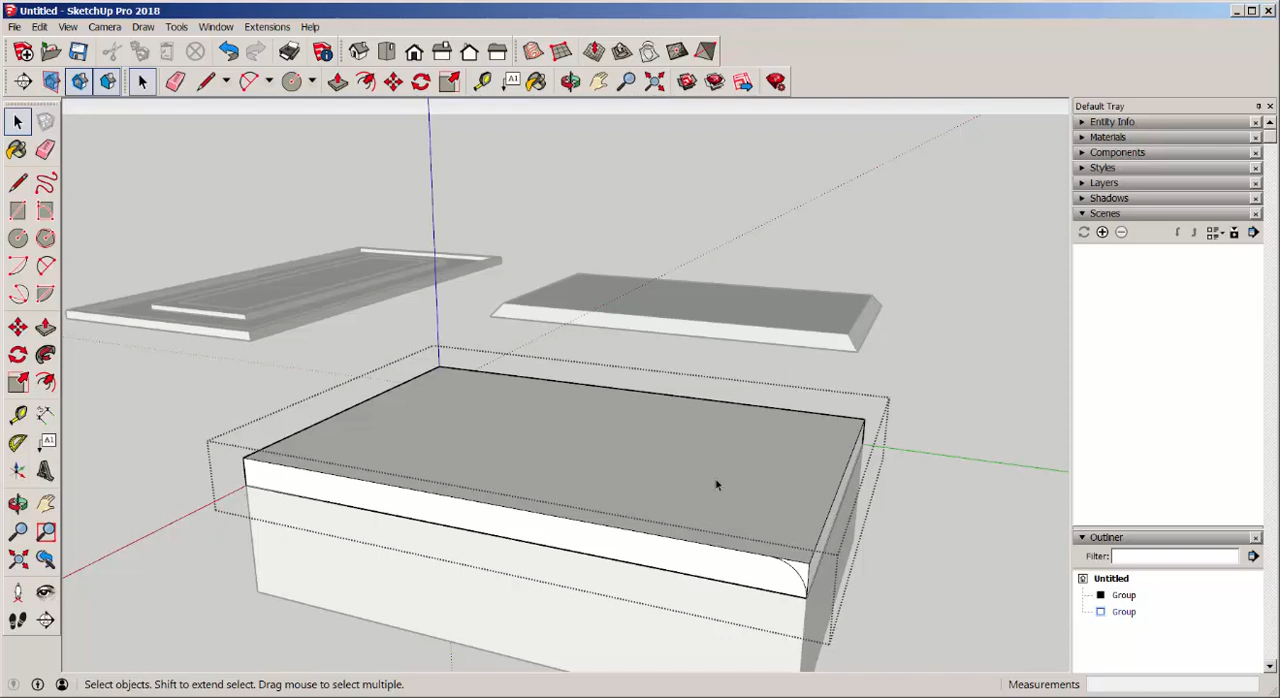 Untitled - SketchUp Pro 2018
File Edit View Camera Draw Tools Window Extensions Help
A1
Default Tray
Entity Info
Materials
Components
Styles
Layers
Shadows
Scenes
A1
Outliner
Filter:
Untitled
Group
Group
Select objects. Shift to extend select. Drag mouse to select multiple.
Measurements